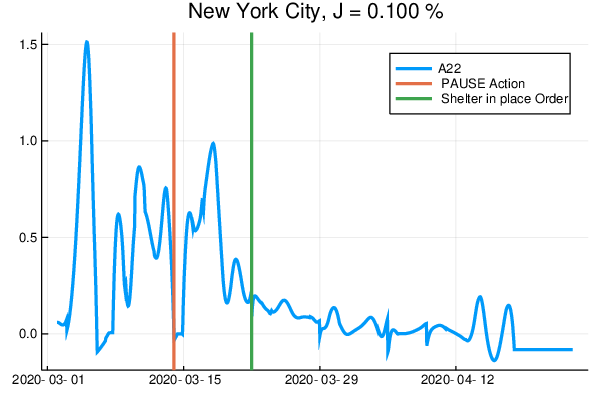 New York City, J = 0.100 %
1.5
1.0
0.5
0.0
A22
PAUSE Action
Shelter in place Order
2020-03-01 2020-03-15 2020-03-29 2020-04-12